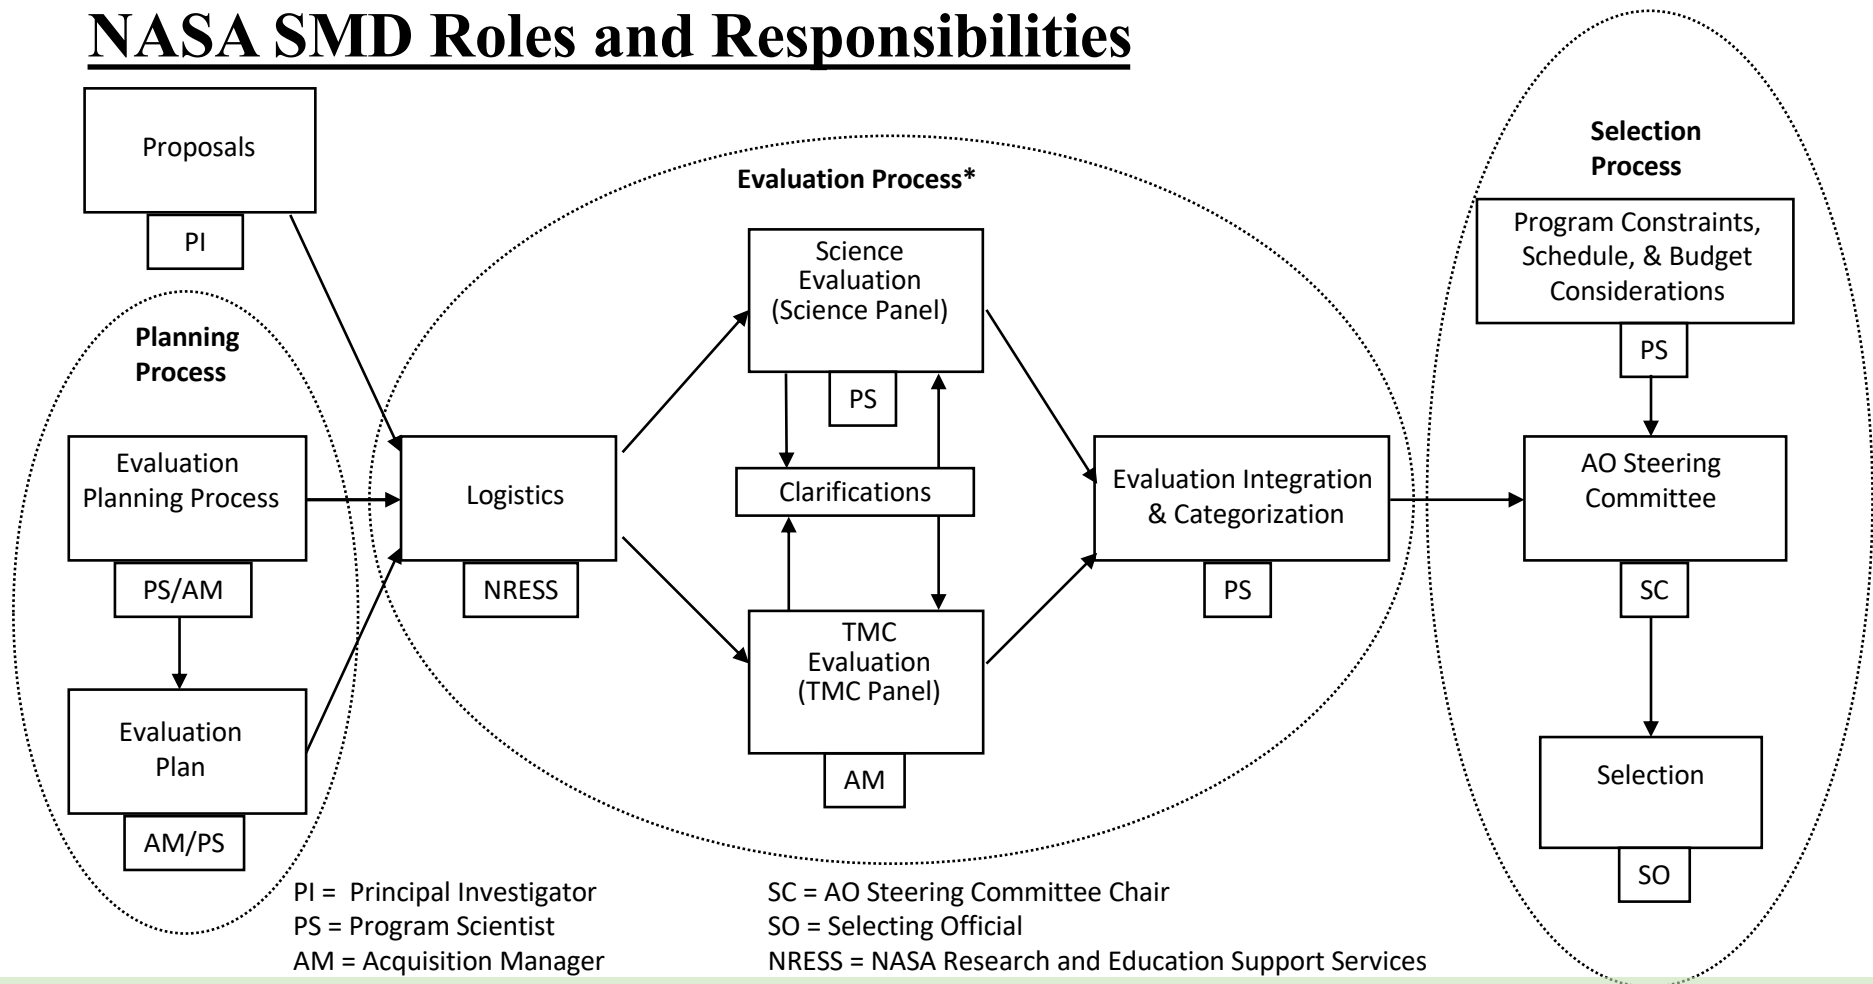 NASA SMD Roles and Responsibilities
Proposals
PI
Planning
Process
Evaluation
Planning Process
PS/AM
Evaluation
Plan
AM/PS
Evaluation Process*
Logistics
NRESS
Science
Evaluation
(Science Panel)
PS
Clarifications
TMC
Evaluation
(TMC Panel)
AM
Evaluation Integration
& Categorization
PS
Selection
Process
Program Constraints,
Schedule, & Budget
Considerations
PS
AO Steering
Committee
SC
Selection
SO
PI = Principal Investigator
PS = Program Scientist
AM = Acquisition Manager
SC = AO Steering Committee Chair
SO = Selecting Official
NRESS = NASA Research and Education Support Services